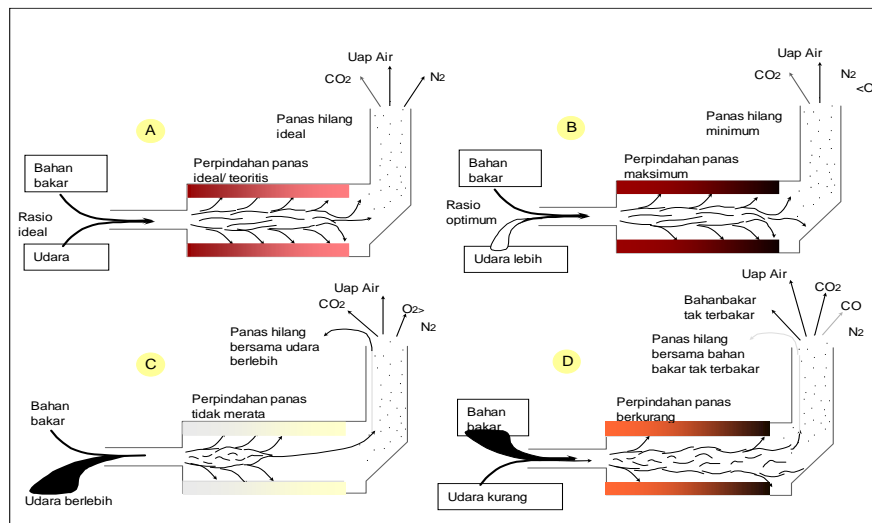 Uap Air
CO2
N2
Panas hilang
ideal
A
Bahan
bakar
Perpindahan panas
ideal/ teoritis
Rasio
ideal
Udara
Uap Air
CO2
N2
<O
Panas hilang
minimum
B
Bahan
bakar
Perpindahan panas
maksimum
Rasio
optimum
Udara lebih
Uap Air
CO2
O2>
N2
Panas hilang
bersama udara
berlebih
C
Perpindahan panas
tidak merata
Bahan
bakar
Udara berlebih
Uap Air
CO2
Bahanbakar
tak terbakar
CO
N2
Panas hilang
bersama bahan
bakar tak terbakar
D
Perpindahan panas
berkurang
Bahan
bakar
Udara kurang